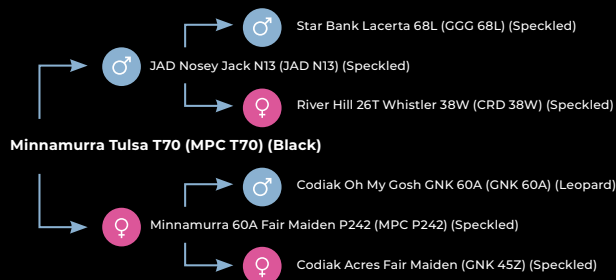 Star Bank Lacerta 68L (GGG 68L) (Speckled)
JAD Nosey Jack N13 (JAD N13) (Speckled)
River Hill 26T Whistler 38W (CRD 38W) (Speckled)
Minnamurra Tulsa T70 (MPC T70) (Black)
Codiak Oh My Gosh GNK 60A (GNK 60A) (Leopard)
Minnamurra 60A Fair Maiden P242 (MPC P242) (Speckled)
Codiak Acres Fair Maiden (GNK 45Z) (Speckled)